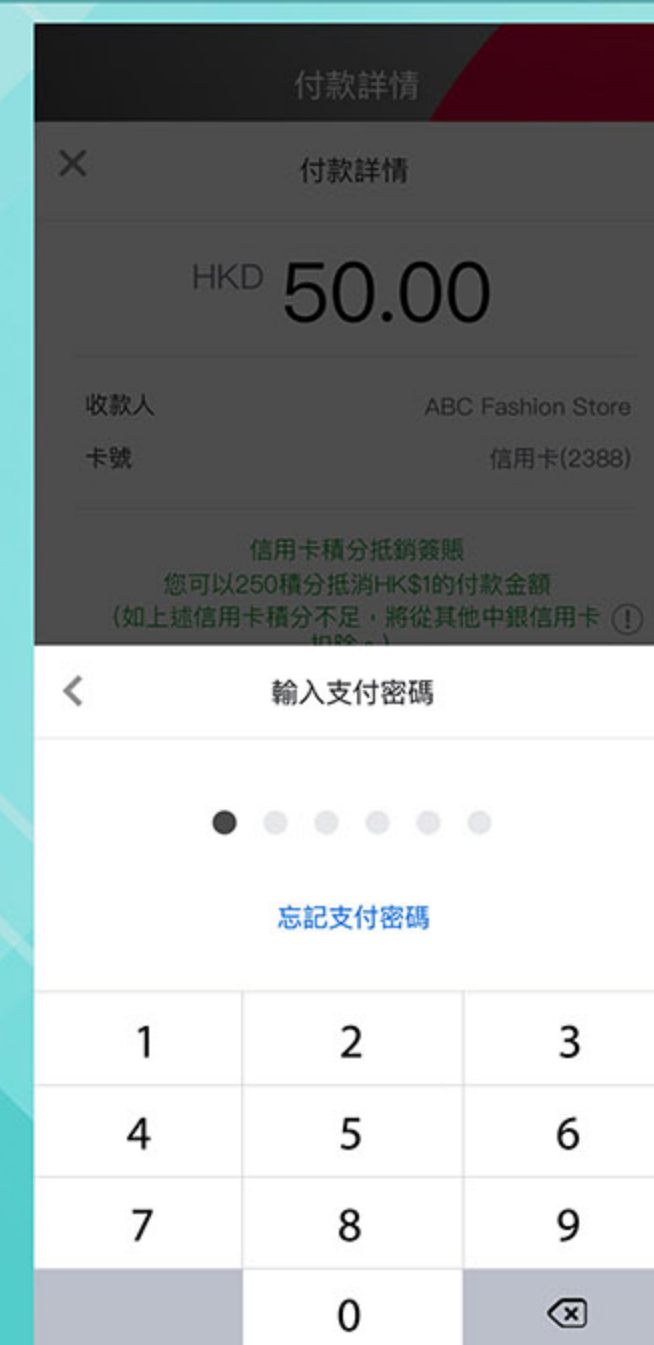 付款詳情
付款詳情
HKD 50.00
收款人 ABC Fashion Store
卡號 信用卡(2388)
信用卡積分抵銷簽賬
您可以250積分抵消HK$1的付款金額
(如上述信用卡積分不足,將從其他中銀信用卡
扣除。)
輸入支付密碼
忘記支付密碼
1 2 3
4 5 6
7 8 9
0